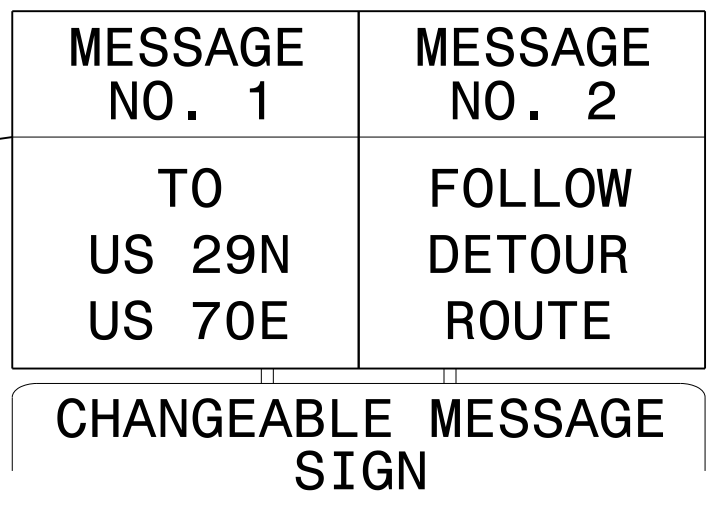 MESSAGE
NO. 1
MESSAGE
NO. 2
TO
US 29N
US 70E
FOLLOW
DETOUR
ROUTE
CHANGEABLE MESSAGE
SIGN